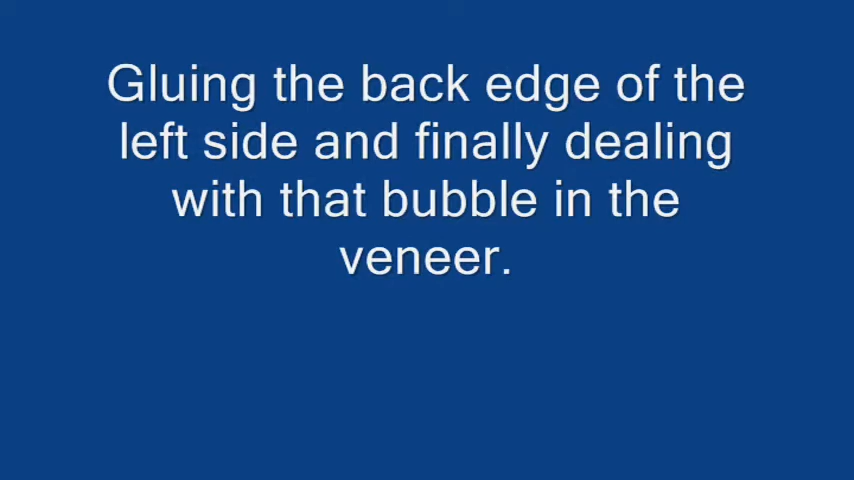 Gluing the back edge of the
left side and finally dealing
with that bubble in the
veneer.